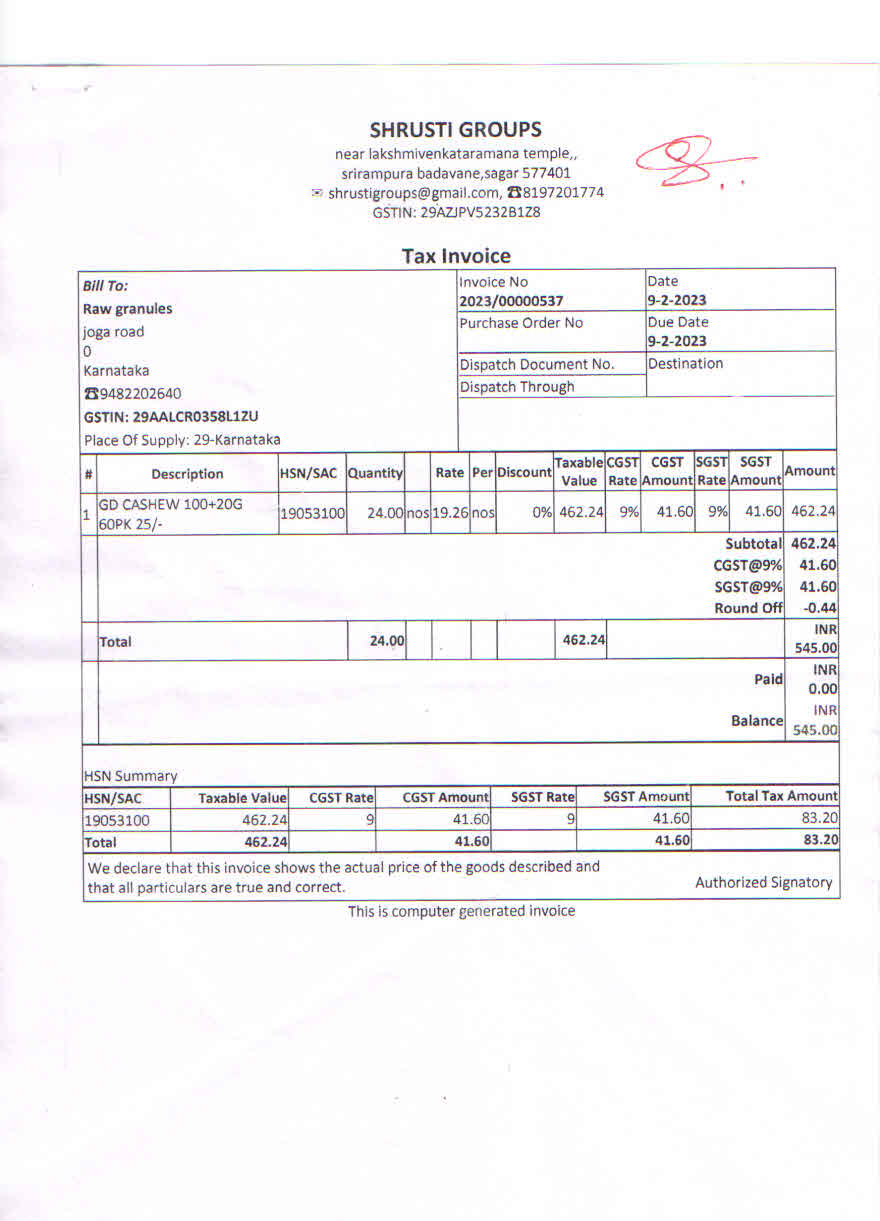 SHRUSTI GROUPS
near lakshmivenkataramana temple,,
srirampura badavane,sagar 577401
✉ shrustigroups@gmail.com, ☎8197201774
GSTIN: 29AZJPV5232B1Z8
Tax Invoice
Bill To:
Raw granules
joga road
0
Karnataka
☎9482202640
GSTIN: 29AALCR0358L1ZU
Place Of Supply: 29-Karnataka
Invoice No
2023/00000537
Date
9-2-2023
Purchase Order No
Due Date
9-2-2023
Dispatch Document No.
Destination
Dispatch Through
# Description HSN/SAC Quantity Rate Per Discount Taxable Value CGST Rate CGST Amount SGST Rate SGST Amount Amount
1 GD CASHEW 100+20G 60PK 25/- 19053100 24.00 nos 19.26 nos 0% 462.24 9% 41.60 9% 41.60 462.24
Subtotal 462.24
CGST@9% 41.60
SGST@9% 41.60
Round Off -0.44
Total 24.00 462.24 INR 545.00
Paid INR 0.00
Balance INR 545.00
HSN Summary
HSN/SAC Taxable Value CGST Rate CGST Amount SGST Rate SGST Amount Total Tax Amount
19053100 462.24 9 41.60 9 41.60 83.20
Total 462.24 41.60 41.60 83.20
We declare that this invoice shows the actual price of the goods described and
that all particulars are true and correct.
Authorized Signatory
This is computer generated invoice